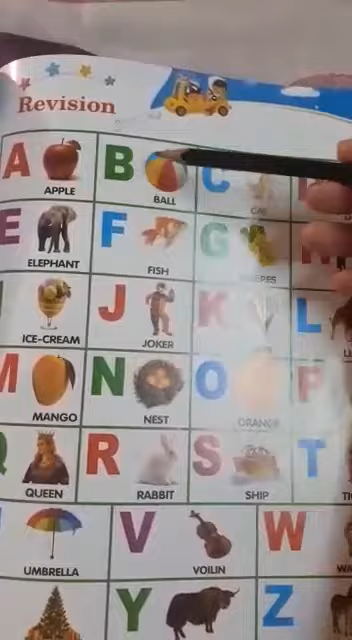 Revision
A B C
APPLE BALL CAT
E F G H
ELEPHANT FISH GRAPES
J K L
ICE-CREAM JOKER
M N O P
MANGO NEST ORANGE
Q R S T
QUEEN RABBIT SHIP
V W
UMBRELLA VOILIN
Y Z